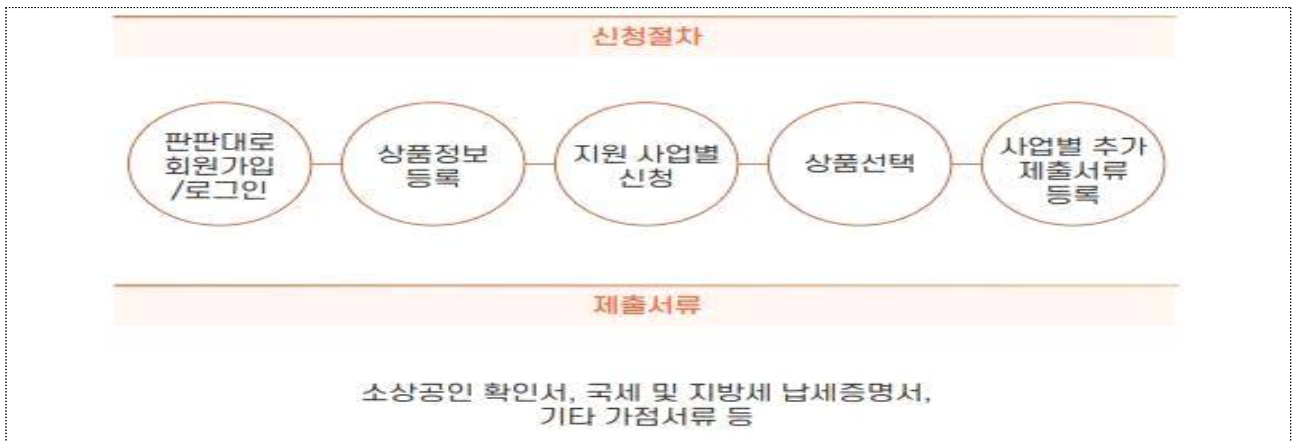 신청절차
판판대로
회원가입
/로그인
상품정보
등록
지원 사업별
신청
상품선택
사업별 추가
제출서류
등록
제출서류
소상공인 확인서, 국세 및 지방세 납세증명서,
기타 가점서류 등